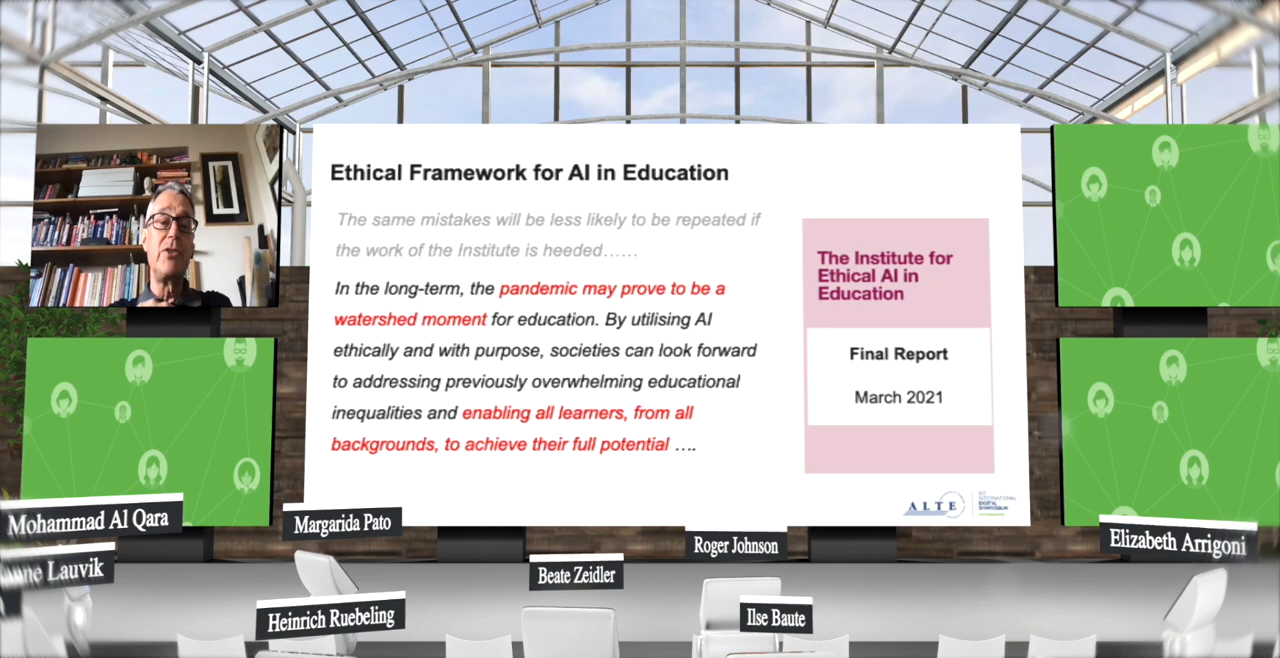 Ethical Framework for AI in Education
The same mistakes will be less likely to be repeated if
the work of the Institute is heeded……
In the long-term, the pandemic may prove to be a
watershed moment for education. By utilising AI
ethically and with purpose, societies can look forward
to addressing previously overwhelming educational
inequalities and enabling all learners, from all
backgrounds, to achieve their full potential ….
The Institute for
Ethical AI in
Education
Final Report
March 2021
ALTE
INTERNATIONAL
DIGITAL
SYMPOSIUM
Mohammad Al Qara
Margarida Pato
Roger Johnson
Elizabeth Arrigoni
Lauvik
Beate Zeidler
Heinrich Ruebeling
Ilse Baute